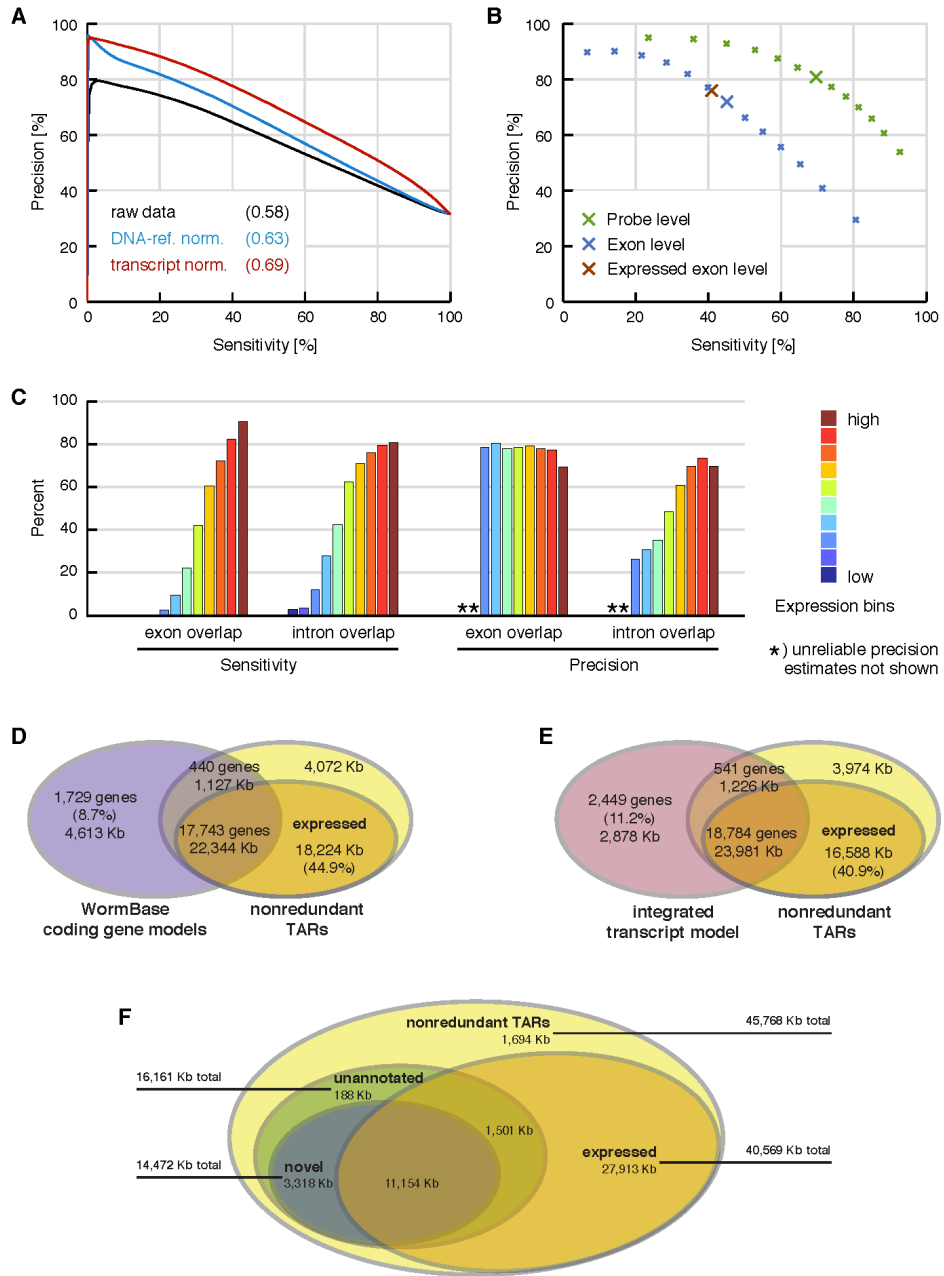 A
100
80
60
40
20
0
Precision [%]
raw data (0.58)
DNA-ref. norm. (0.63)
transcript norm. (0.69)
0 20 40 60 80 100
Sensitivity [%]
B
100
80
60
40
20
0
Precision [%]
Probe level
Exon level
Expressed exon level
0 20 40 60 80 100
Sensitivity [%]
C
100
80
60
40
20
0
Percent
**
**
exon overlap
intron overlap
exon overlap
intron overlap
Sensitivity
Precision
high
low
Expression bins
*) unreliable precision
estimates not shown
D
440 genes
1,127 Kb
4,072 Kb
1,729 genes
(8.7%)
4,613 Kb
17,743 genes
22,344 Kb
expressed
18,224 Kb
(44.9%)
WormBase
coding gene models
nonredundant
TARs
E
541 genes
1,226 Kb
3,974 Kb
2,449 genes
(11.2%)
2,878 Kb
18,784 genes
23,981 Kb
expressed
16,588 Kb
(40.9%)
integrated
transcript model
nonredundant
TARs
F
nonredundant TARs
1,694 Kb
45,768 Kb total
16,161 Kb total
unannotated
188 Kb
1,501 Kb
expressed
27,913 Kb
40,569 Kb total
14,472 Kb total
novel
3,318 Kb
11,154 Kb